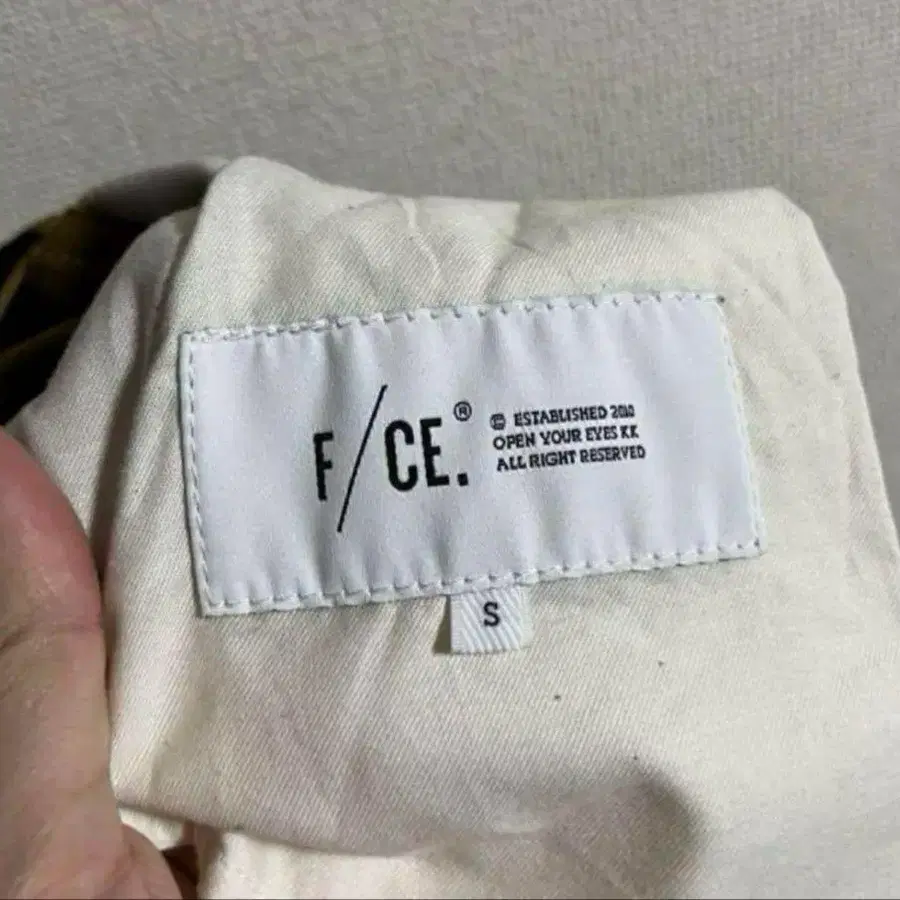 F/CE.®
© ESTABLISHED 2010
OPEN YOUR EYES KK
ALL RIGHT RESERVED
S